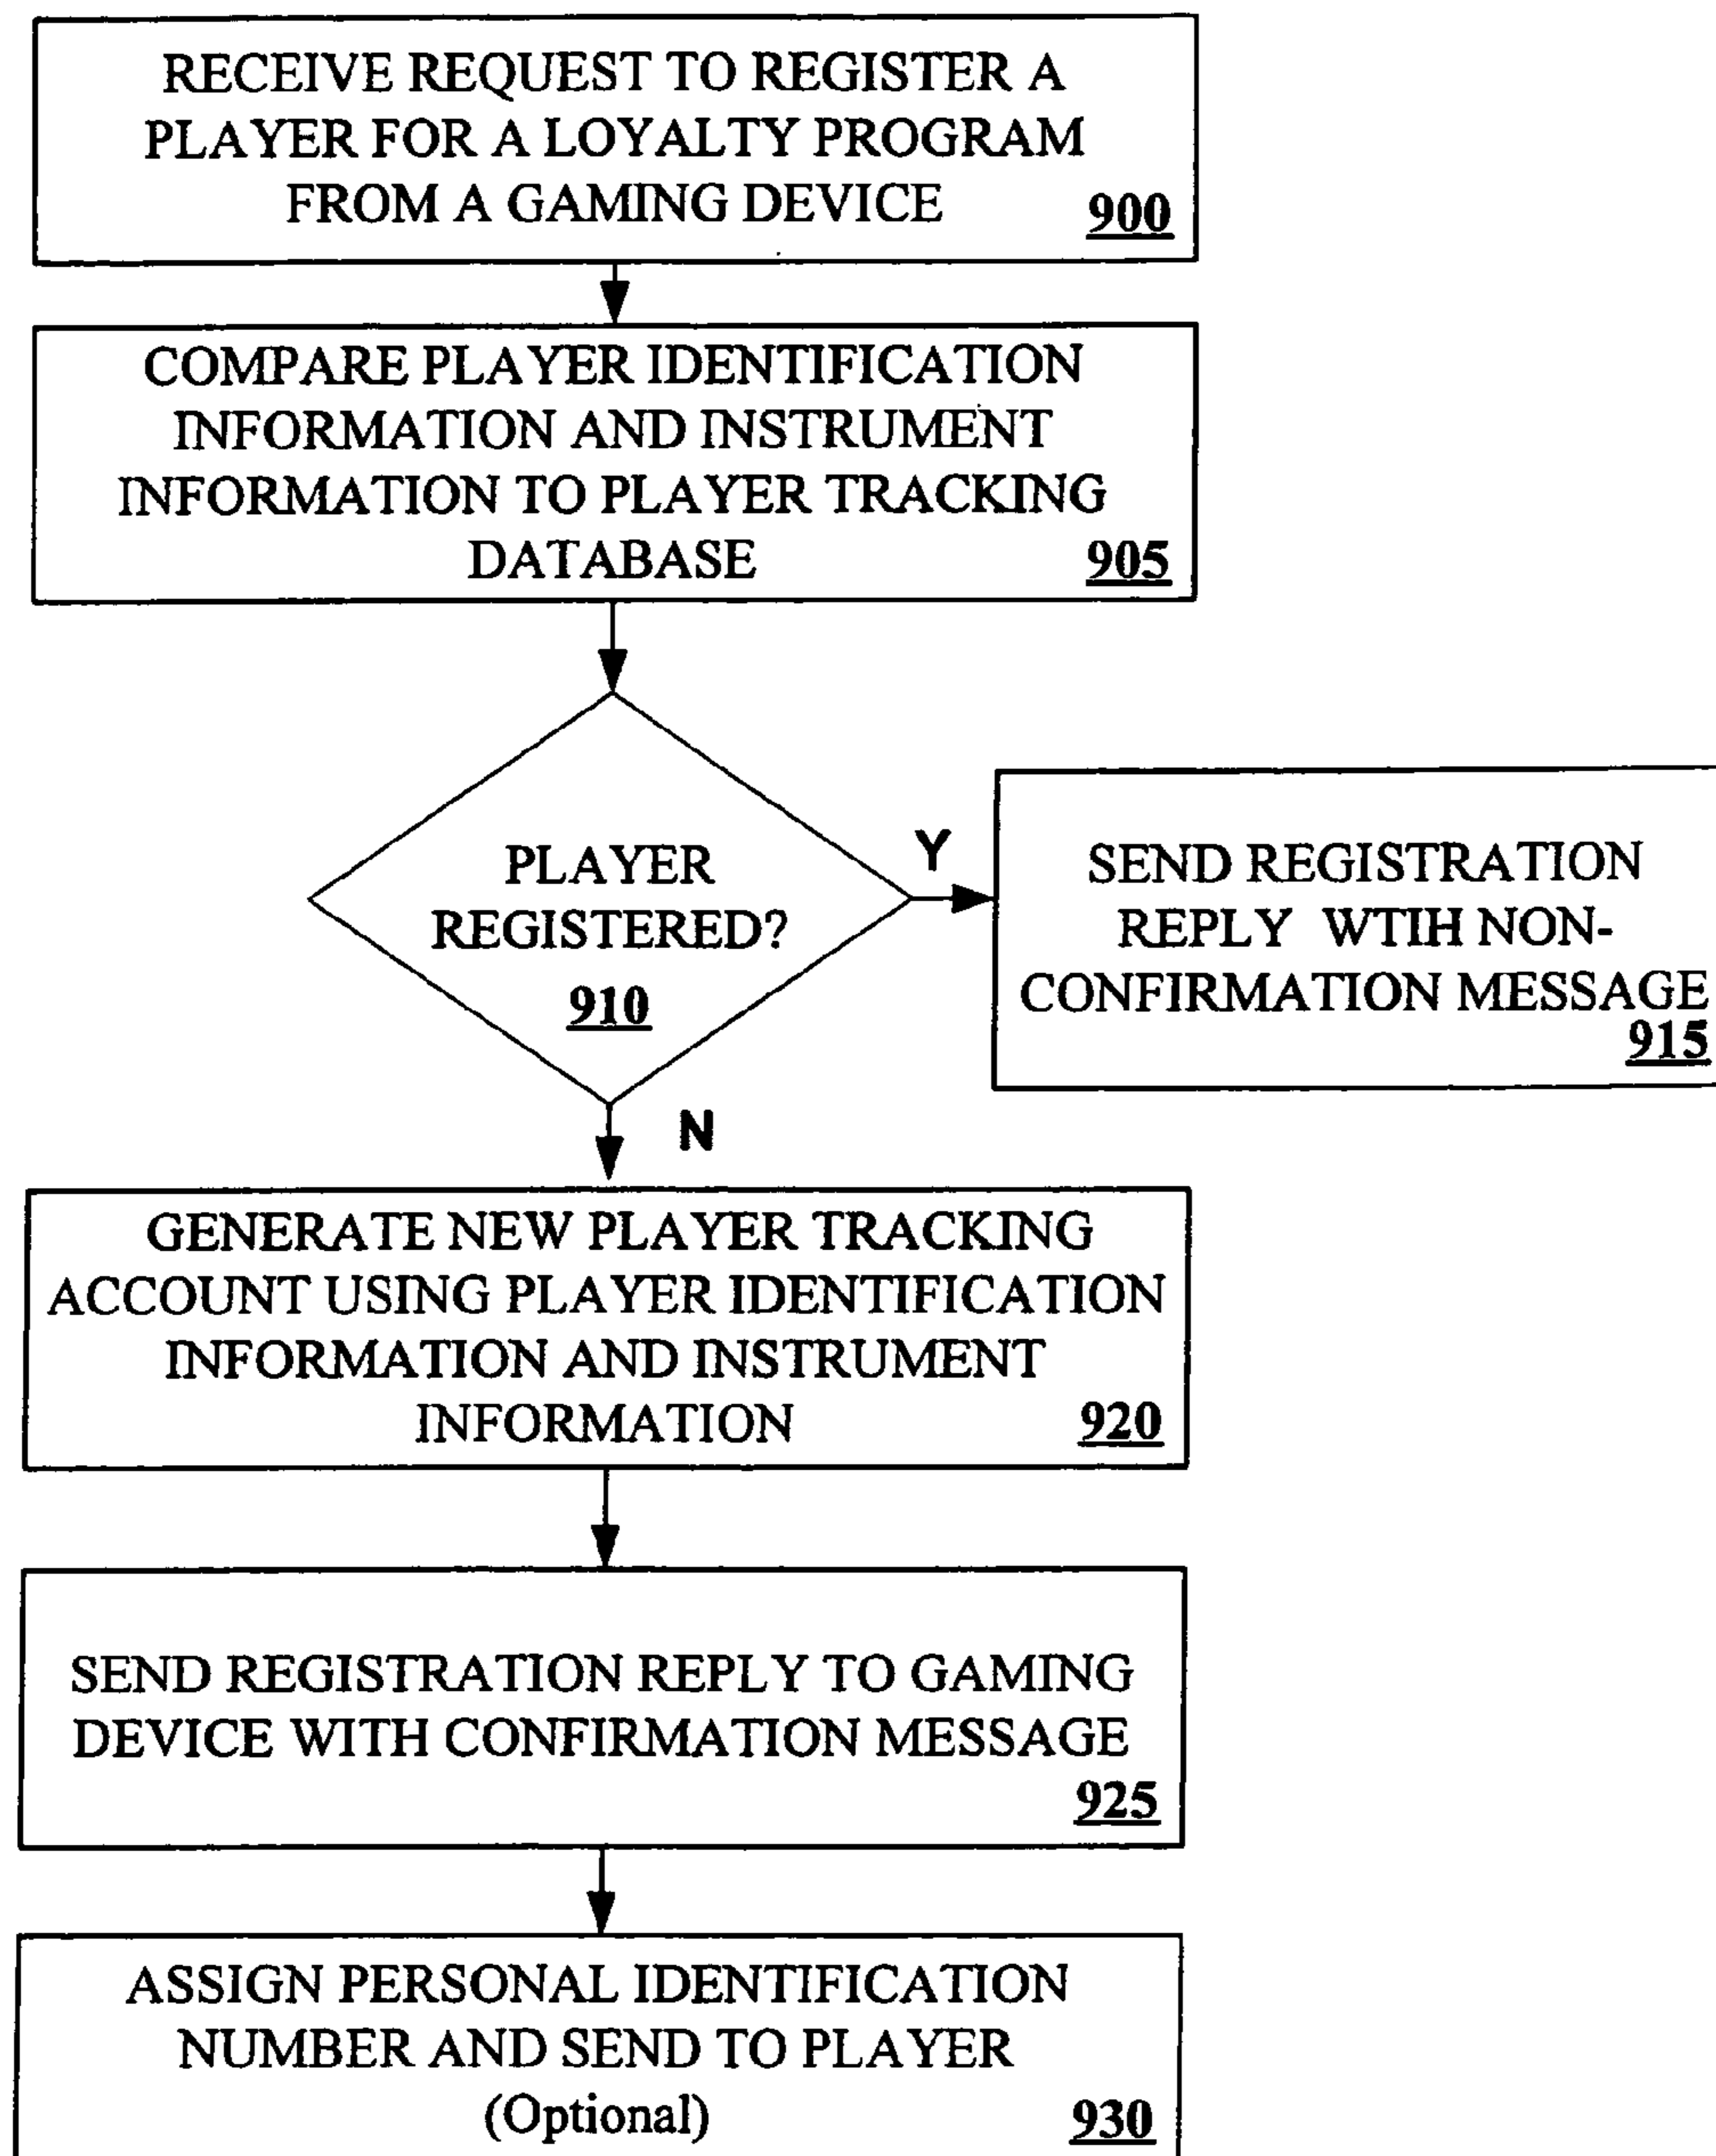 RECEIVE REQUEST TO REGISTER A
PLAYER FOR A LOYALTY PROGRAM
FROM A GAMING DEVICE 900
COMPARE PLAYER IDENTIFICATION
INFORMATION AND INSTRUMENT
INFORMATION TO PLAYER TRACKING
DATABASE 905
PLAYER
REGISTERED?
910
Y
SEND REGISTRATION
REPLY WTIH NON-
CONFIRMATION MESSAGE
915
N
GENERATE NEW PLAYER TRACKING
ACCOUNT USING PLAYER IDENTIFICATION
INFORMATION AND INSTRUMENT
INFORMATION 920
SEND REGISTRATION REPLY TO GAMING
DEVICE WITH CONFIRMATION MESSAGE
925
ASSIGN PERSONAL IDENTIFICATION
NUMBER AND SEND TO PLAYER
(Optional) 930